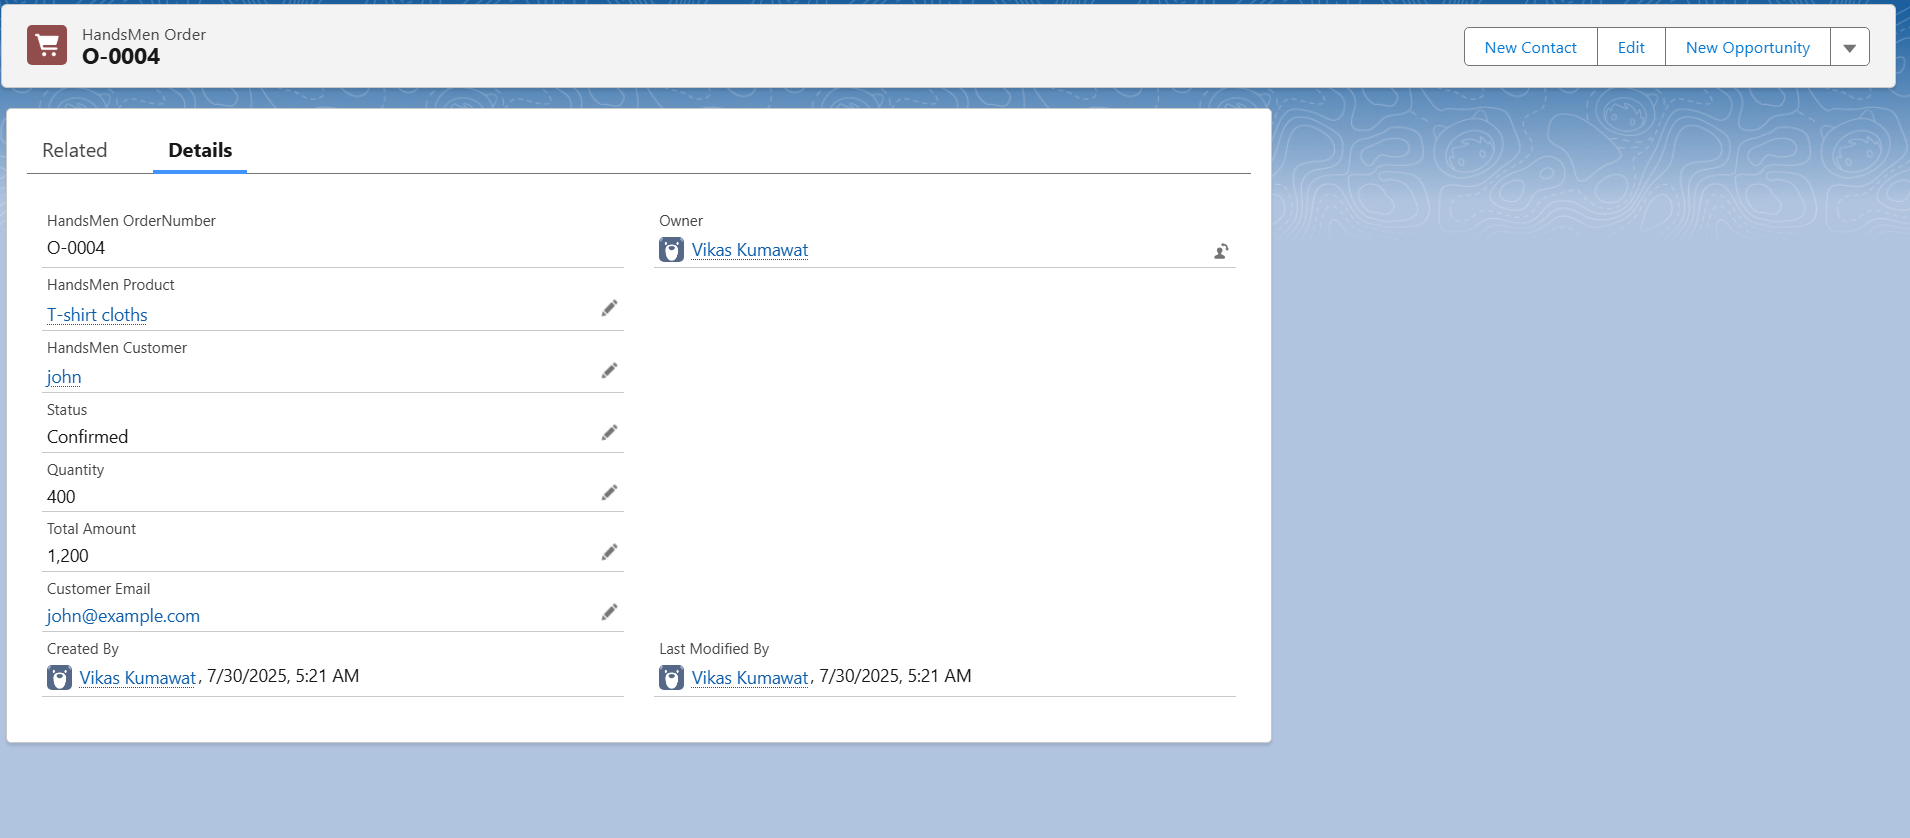 HandsMen Order
O-0004
New Contact
Edit
New Opportunity
Related
Details
HandsMen OrderNumber
O-0004
Owner
Vikas Kumawat
HandsMen Product
T-shirt cloths
HandsMen Customer
john
Status
Confirmed
Quantity
400
Total Amount
1,200
Customer Email
john@example.com
Created By
Vikas Kumawat, 7/30/2025, 5:21 AM
Last Modified By
Vikas Kumawat, 7/30/2025, 5:21 AM